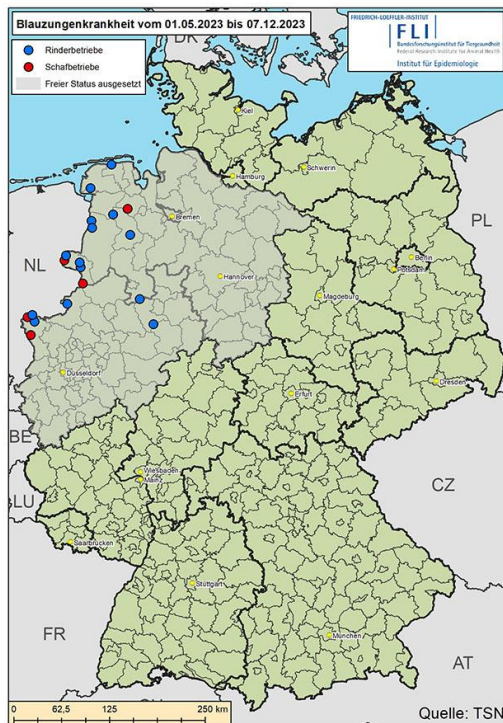 Blauzungenkrankheit vom 01.05.2023 bis 07.12.2023
FRIEDRICH-LOEFFLER-INSTITUT
FLI
Bundesforschungsinstitut für Tiergesundheit
Federal Research Institute for Animal Health
Institut für Epidemiologie
Rinderbetriebe
Schafbetriebe
Freier Status ausgesetzt
DK
Kiel
Schwerin
Hamburg
Bremen
PL
NL
Berlin
Potsdam
Hannover
Magdeburg
Düsseldorf
Dresden
Erfurt
BE
Wiesbaden
Mainz
CZ
LU
Saarbrücken
Stuttgart
FR
München
AT
0 62,5 125 250 km
Quelle: TSN